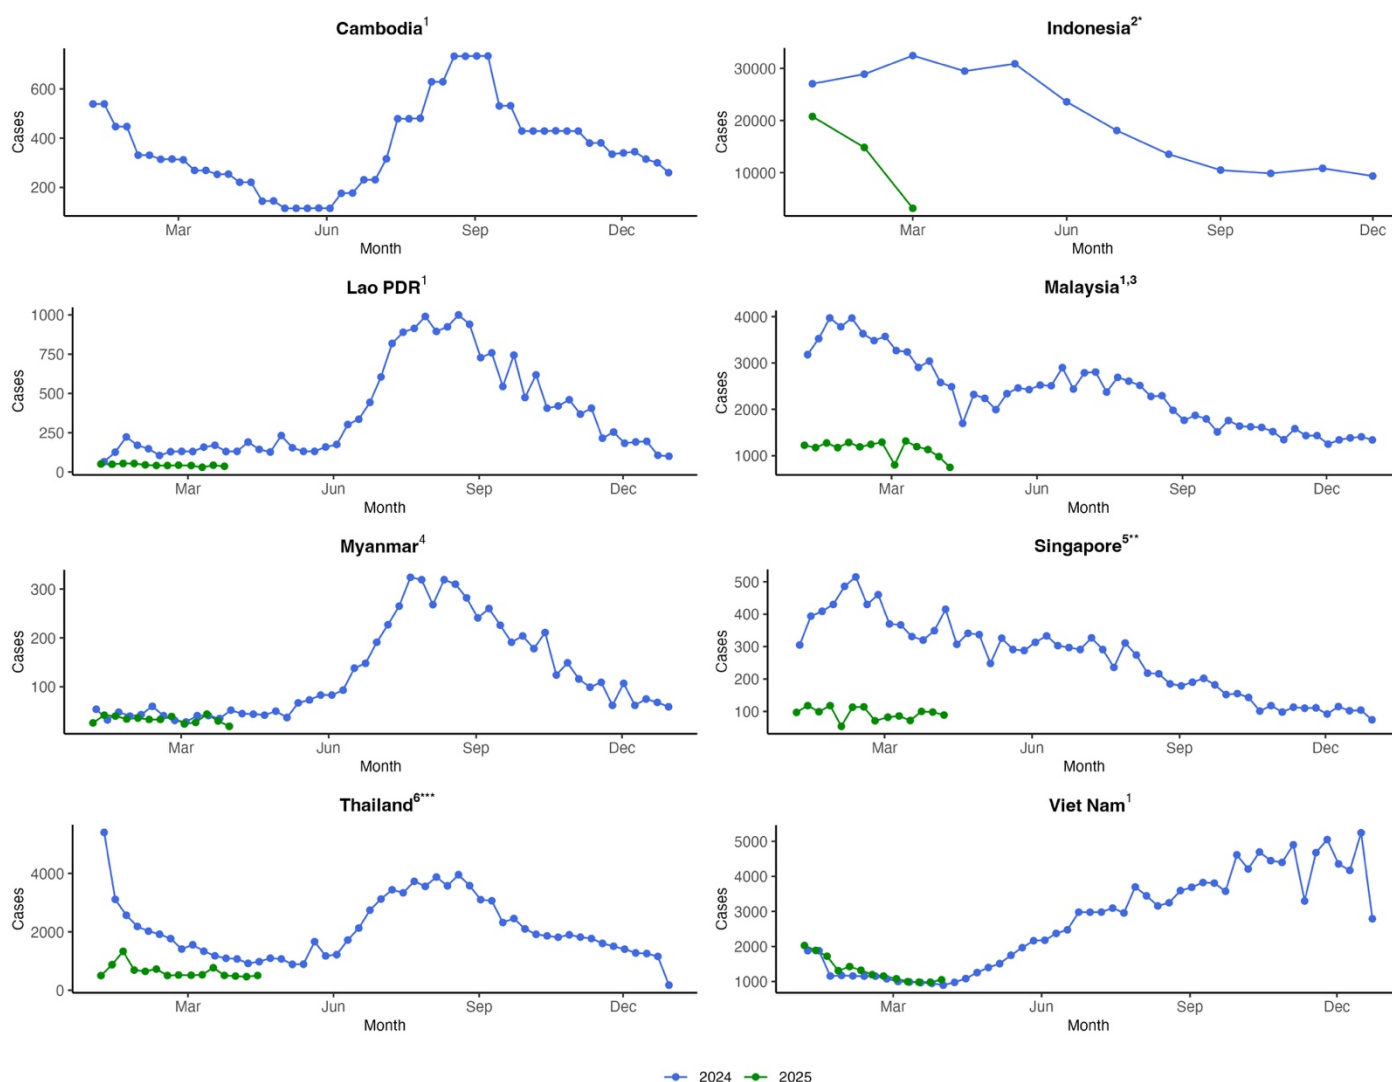 Cambodia1
Cases
600
400
200
Mar Jun Sep Dec
Month
Indonesia2*
Cases
30000
20000
10000
Mar Jun Sep Dec
Month
Lao PDR1
Cases
1000
750
500
250
0
Mar Jun Sep Dec
Month
Malaysia1,3
Cases
4000
3000
2000
1000
Mar Jun Sep Dec
Month
Myanmar4
Cases
300
200
100
Mar Jun Sep Dec
Month
Singapore5**
Cases
500
400
300
200
100
Mar Jun Sep Dec
Month
Thailand6***
Cases
4000
2000
0
Mar Jun Sep Dec
Month
Viet Nam1
Cases
5000
4000
3000
2000
1000
Mar Jun Sep Dec
Month
2024 2025